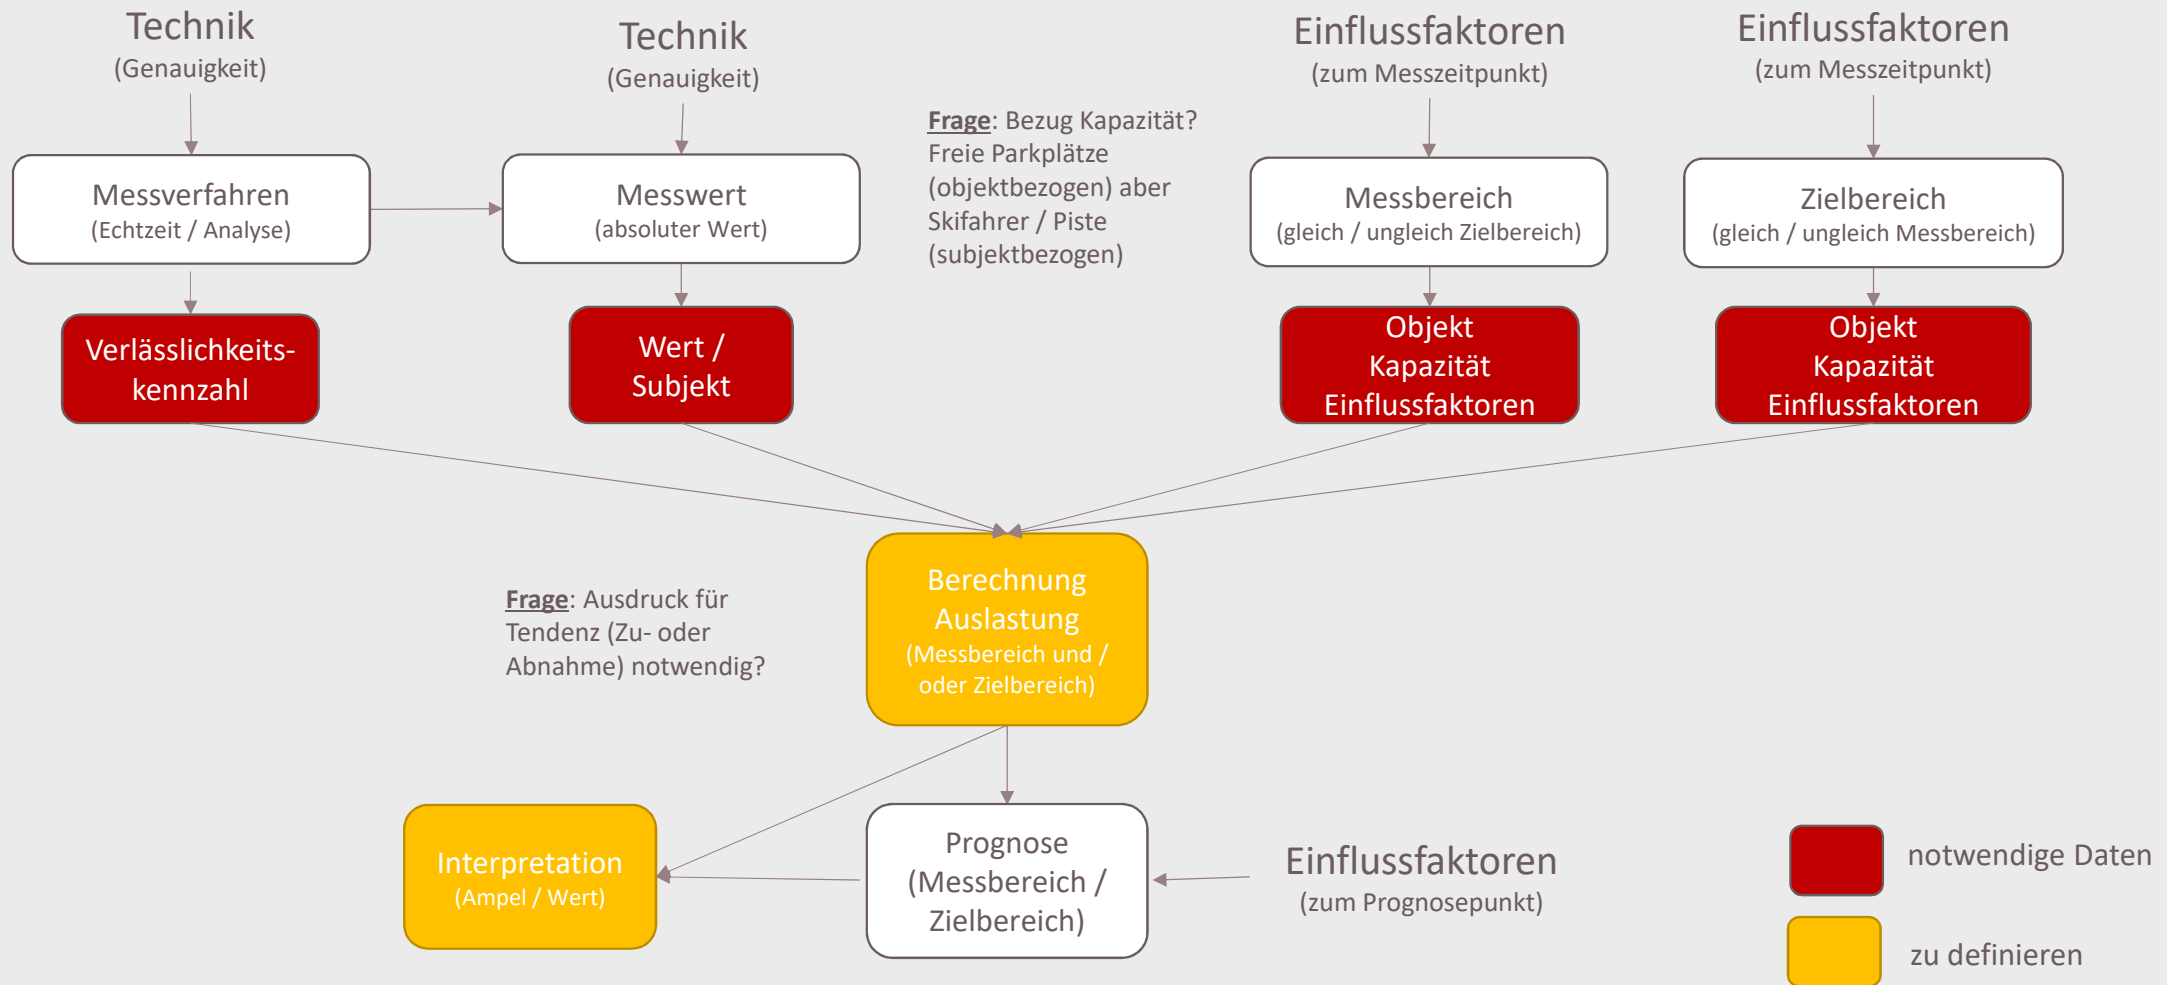 Technik
(Genauigkeit)
Technik
(Genauigkeit)
Einflussfaktoren
(zum Messzeitpunkt)
Einflussfaktoren
(zum Messzeitpunkt)
Messverfahren
(Echtzeit / Analyse)
Messwert
(absoluter Wert)
Frage: Bezug Kapazität?
Freie Parkplätze
(objektbezogen) aber
Skifahrer / Piste
(subjektbezogen)
Messbereich
(gleich / ungleich Zielbereich)
Zielbereich
(gleich / ungleich Messbereich)
Verlässlichkeits-
kennzahl
Wert /
Subjekt
Objekt
Kapazität
Einflussfaktoren
Objekt
Kapazität
Einflussfaktoren
Frage: Ausdruck für
Tendenz (Zu- oder
Abnahme) notwendig?
Berechnung
Auslastung
(Messbereich und /
oder Zielbereich)
Interpretation
(Ampel / Wert)
Prognose
(Messbereich /
Zielbereich)
Einflussfaktoren
(zum Prognosepunkt)
notwendige Daten
zu definieren